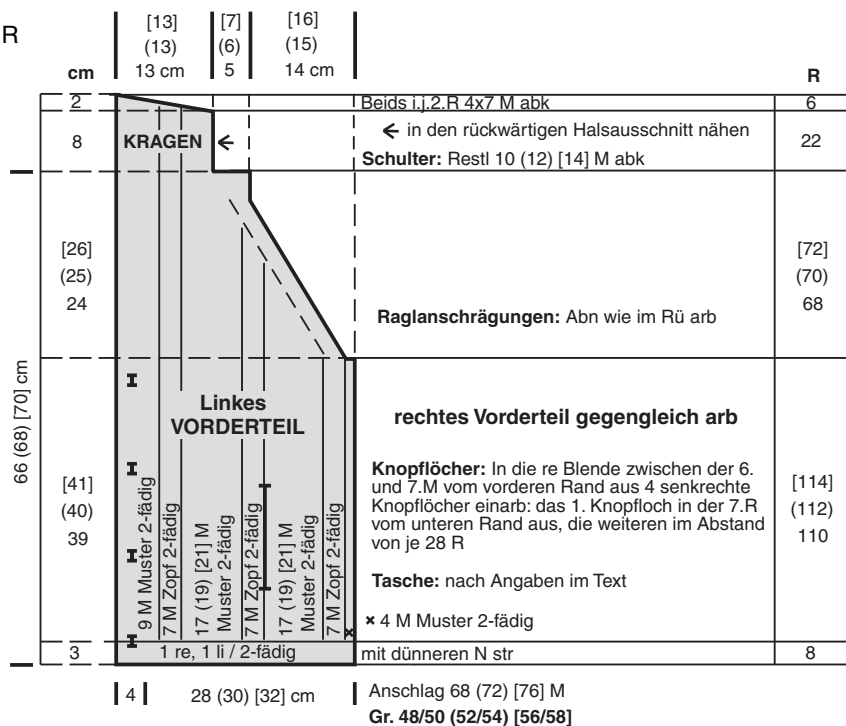 R
[13] [7] [16]
(13) (6) (15)
cm 13 cm 5 14 cm R
2 Beids i.j.2.R 4x7 M abk 6
8 KRAGEN ← ← in den rückwärtigen Halsausschnitt nähen 22
Schulter: Restl 10 (12) [14] M abk
[26] [72]
(25) (70)
24 68
Raglanschrägungen: Abn wie im Rü arb
66 (68) [70] cm
Linkes
VORDERTEIL
rechtes Vorderteil gegengleich arb
Knopflöcher: In die re Blende zwischen der 6.
und 7.M vom vorderen Rand aus 4 senkrechte
Knopflöcher einarb: das 1. Knopfloch in der 7.R
vom unteren Rand aus, die weiteren im Abstand
von je 28 R
[41] [114]
(40) (112)
39 110
9 M Muster 2-fädig
7 M Zopf 2-fädig
17 (19) [21] M
Muster 2-fädig
7 M Zopf 2-fädig
17 (19) [21] M
Muster 2-fädig
7 M Zopf 2-fädig
Tasche: nach Angaben im Text
× 4 M Muster 2-fädig
3 1 re, 1 li / 2-fädig mit dünneren N str 8
4 28 (30) [32] cm Anschlag 68 (72) [76] M
Gr. 48/50 (52/54) [56/58]